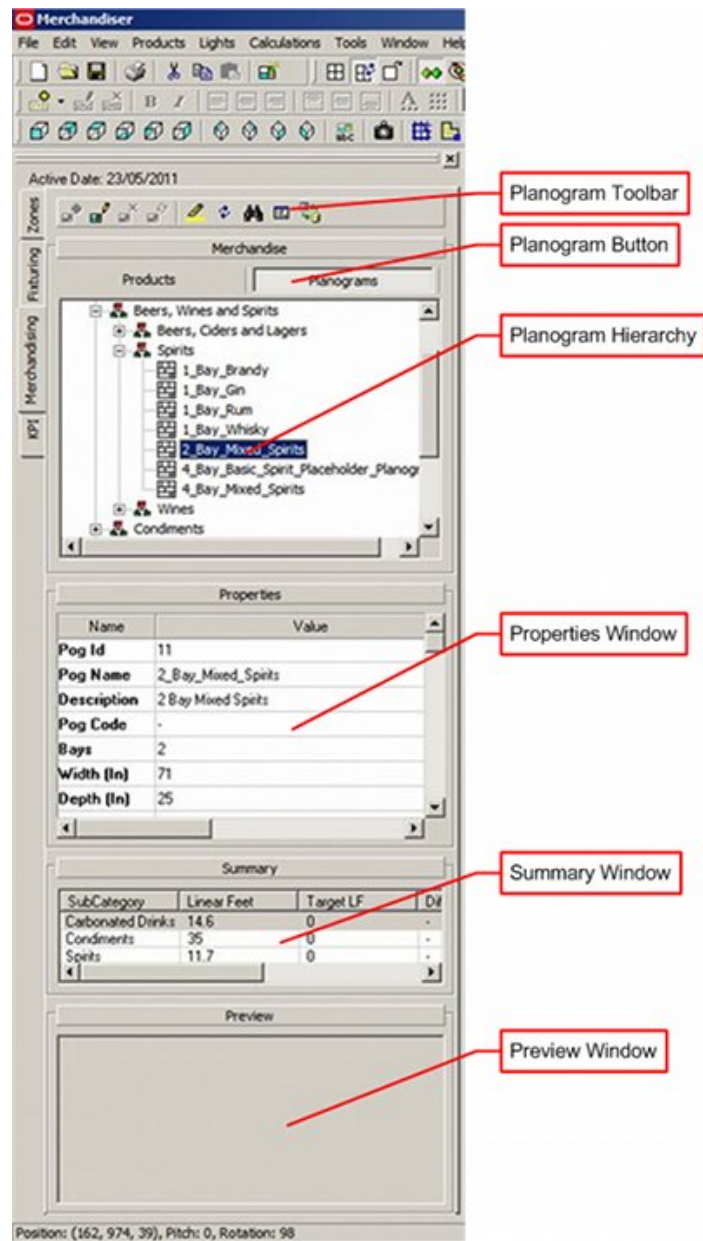 Merchandiser
File Edit View Products Lights Calculations Tools Window Help
B I A
Active Date: 23/05/2011
Zones
Fixturing
Merchandising
KPI
Planogram Toolbar
Merchandise
Planogram Button
Products Planograms
Beers, Wines and Spirits
Beers, Ciders and Lagers
Spirits
1_Bay_Brandy
1_Bay_Gin
1_Bay_Rum
1_Bay_Whisky
2_Bay_Mixed_Spirits
4_Bay_Basic_Spirit_Placeholder_Planogr
4_Bay_Mixed_Spirits
Wines
Condiments
Planogram Hierarchy
Properties
Name Value
Pog Id 11
Pog Name 2_Bay_Mixed_Spirits
Description 2 Bay Mixed Spirits
Pog Code -
Bays 2
Width (In) 71
Depth (In) 25
Properties Window
Summary
SubCategory Linear Feet Target LF Dif
Carbonated Drinks 14.6 0 -
Condiments 35 0 -
Spirits 11.7 0
Summary Window
Preview
Preview Window
Position: (162, 974, 39), Pitch: 0, Rotation: 98